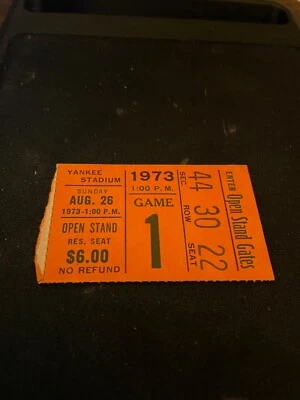 YANKEE
STADIUM
SUNDAY
AUG. 26
1973-1:00 P.M.
OPEN STAND
RES. SEAT
$6.00
NO REFUND
1973
1:00 P.M.
GAME
1
44 30 22
SEC. ROW SEAT
ENTER Open Stand Gates